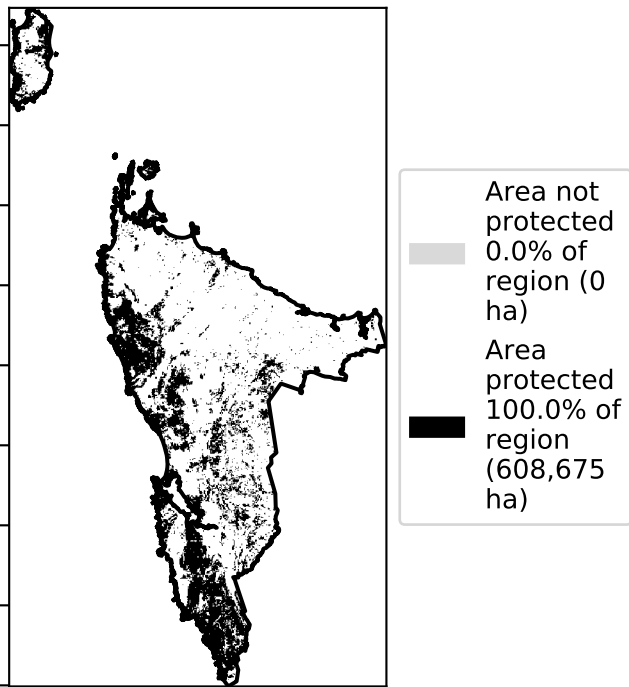 Area not
protected
0.0% of
region (0
ha)
Area
protected
100.0% of
region
(608,675
ha)